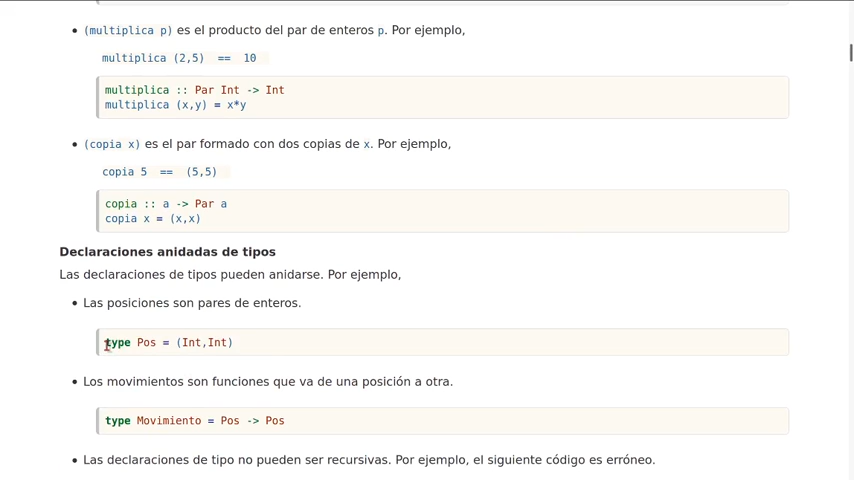 • (multiplica p) es el producto del par de enteros p. Por ejemplo,
multiplica (2,5)  ==  10
multiplica :: Par Int -> Int
multiplica (x,y) = x*y
• (copia x) es el par formado con dos copias de x. Por ejemplo,
copia 5  ==  (5,5)
copia :: a -> Par a
copia x = (x,x)
Declaraciones anidadas de tipos
Las declaraciones de tipos pueden anidarse. Por ejemplo,
• Las posiciones son pares de enteros.
type Pos = (Int,Int)
• Los movimientos son funciones que va de una posición a otra.
type Movimiento = Pos -> Pos
• Las declaraciones de tipo no pueden ser recursivas. Por ejemplo, el siguiente código es erróneo.